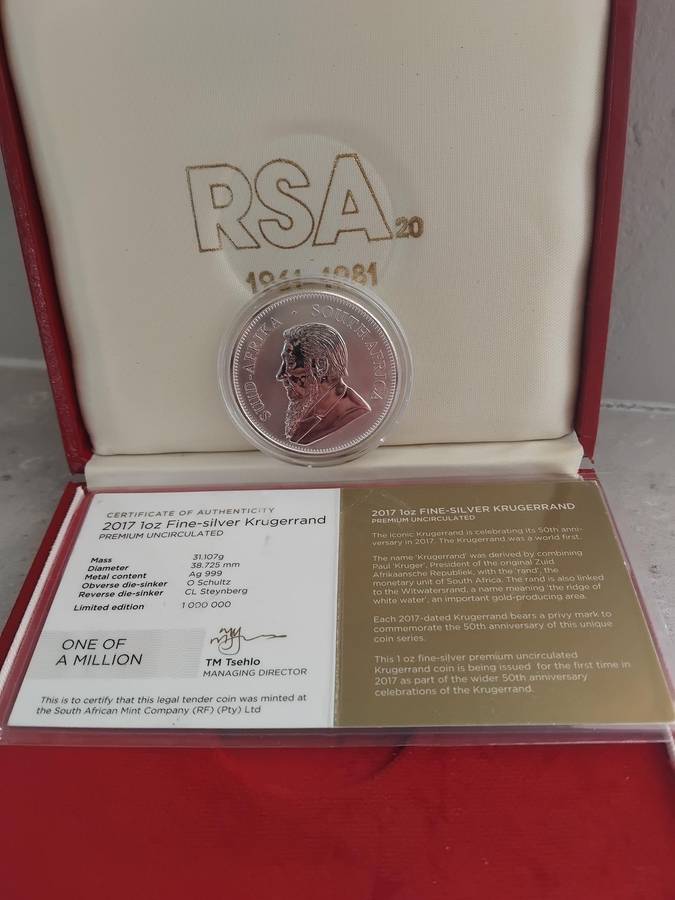 RSA 20
1961-1981
SUID-AFRIKA · SOUTH AFRICA
CERTIFICATE OF AUTHENTICITY
2017 1oz Fine-silver Krugerrand
PREMIUM UNCIRCULATED
Mass 31.107g
Diameter 38.725 mm
Metal content Ag 999
Obverse die-sinker O Schultz
Reverse die-sinker CL Steynberg
Limited edition 1 000 000
ONE OF
A MILLION
TM Tsehlo
MANAGING DIRECTOR
This is to certify that this legal tender coin was minted at
the South African Mint Company (RF) (Pty) Ltd
2017 1oz FINE-SILVER KRUGERRAND
PREMIUM UNCIRCULATED
The iconic Krugerrand is celebrating its 50th anni-
versary in 2017. The Krugerrand was a world first.
The name 'Krugerrand' was derived by combining
Paul 'Kruger', President of the original Zuid
Afrikaansche Republiek, with the 'rand', the
monetary unit of South Africa. The rand is also linked
to the Witwatersrand, a name meaning 'the ridge of
white water', an important gold-producing area.
Each 2017-dated Krugerrand bears a privy mark to
commemorate the 50th anniversary of this unique
coin series.
This 1 oz fine-silver premium uncirculated
Krugerrand coin is being issued for the first time in
2017 as part of the wider 50th anniversary
celebrations of the Krugerrand.